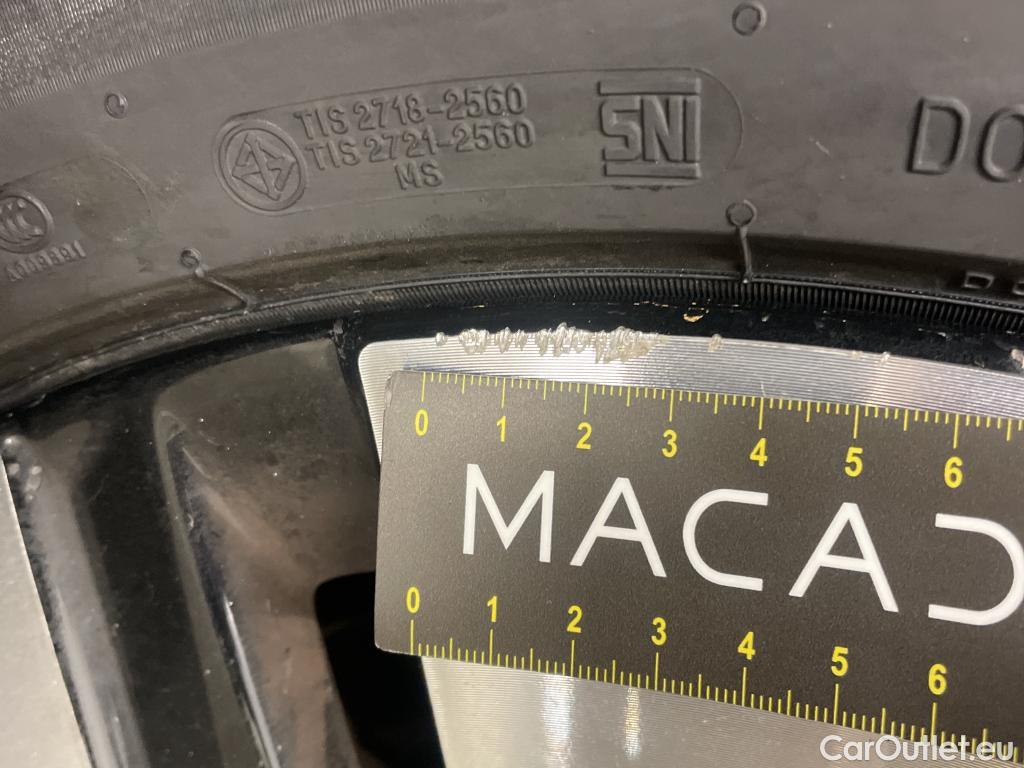 TIS 2718-2560
TIS 2721-2560
MS
SNI
DO
0 1 2 3 4 5 6
MACAD
0 1 2 3 4 5 6
CarOutlet.eu